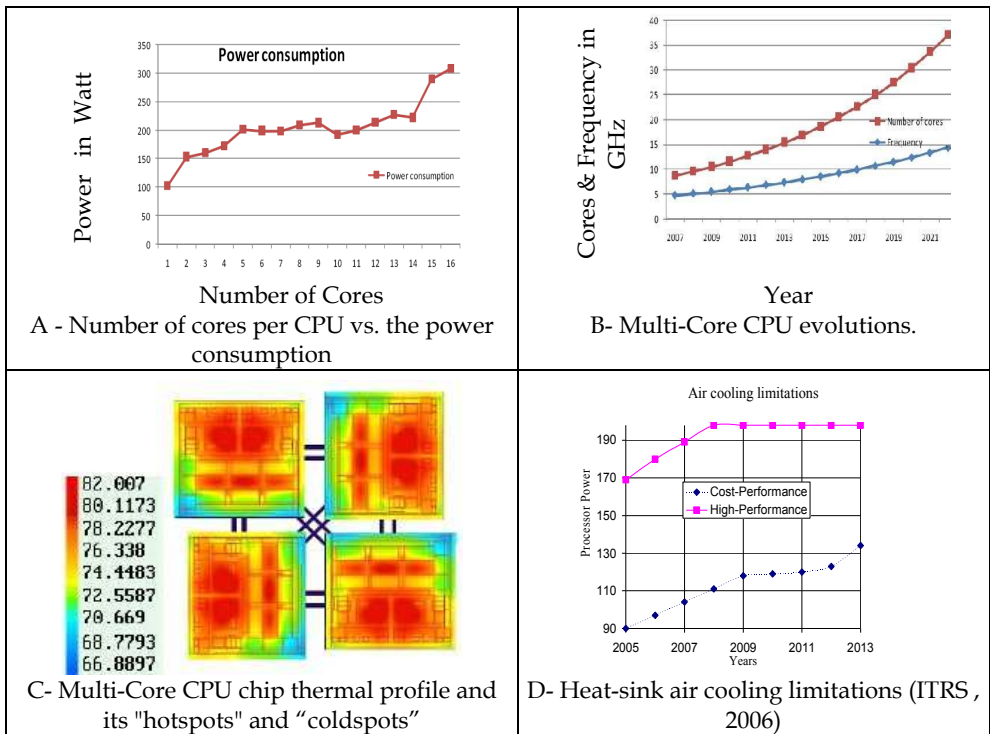 Power consumption
Power in Watt
350
300
250
200
150
100
50
0
Power consumption
1 2 3 4 5 6 7 8 9 10 11 12 13 14 15 16
Number of Cores
A - Number of cores per CPU vs. the power
consumption
Cores & Frequency in
GHz
40
35
30
25
20
15
10
5
0
Number of cores
Frequency
2007 2009 2011 2013 2015 2017 2019 2021
Year
B- Multi-Core CPU evolutions.
82.007
80.1173
78.2277
76.338
74.4483
72.5587
70.669
68.7793
66.8897
C- Multi-Core CPU chip thermal profile and
its "hotspots" and “coldspots”
Air cooling limitations
Processor Power
190
170
150
130
110
90
Cost-Performance
High-Performance
2005 2007 2009 2011 2013
Years
D- Heat-sink air cooling limitations (ITRS ,
2006)